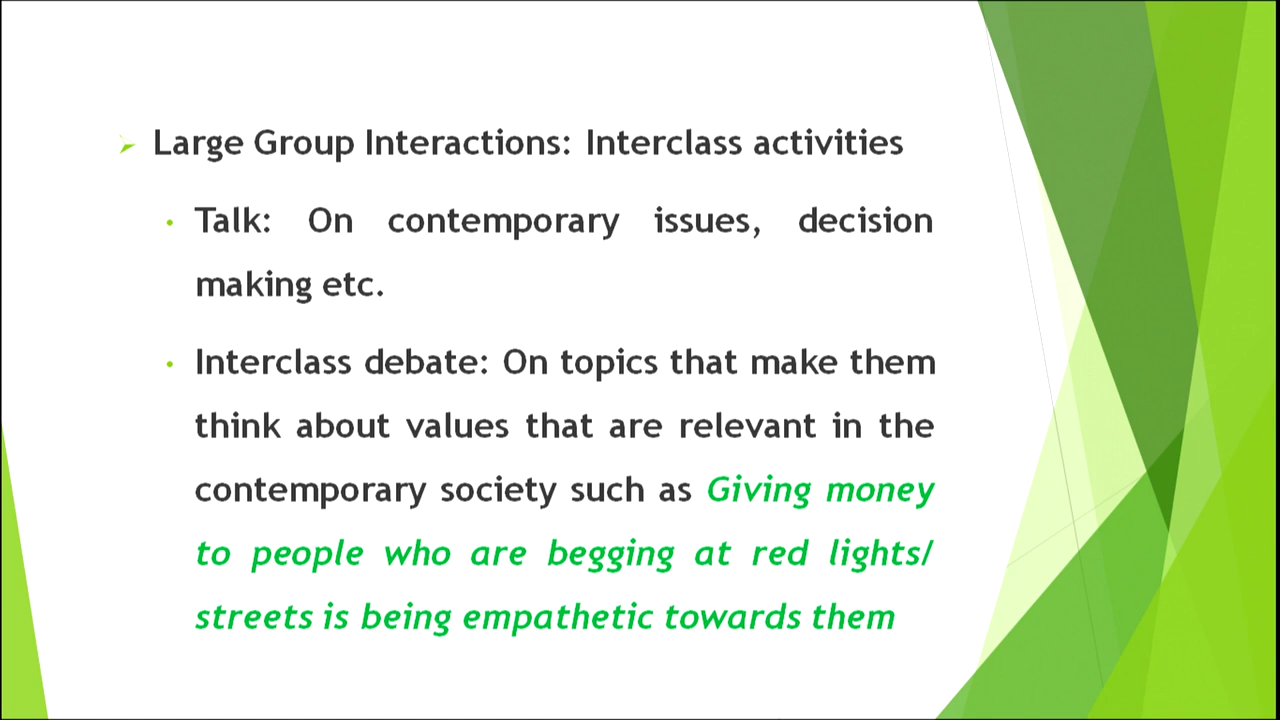 Large Group Interactions: Interclass activities
Talk: On contemporary issues, decision
making etc.
Interclass debate: On topics that make them
think about values that are relevant in the
contemporary society such as Giving money
to people who are begging at red lights/
streets is being empathetic towards them